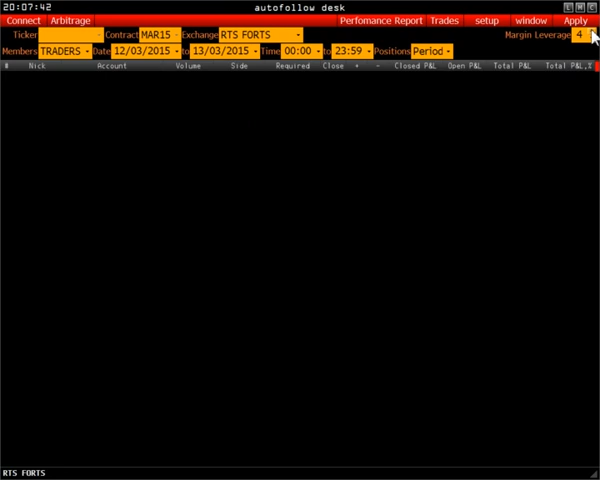 20:07:42 autofollow desk L M C
Connect Arbitrage Perfomance Report Trades setup window Apply
Ticker Contract MAR15 Exchange RTS FORTS Margin Leverage 4
Members TRADERS Date 12/03/2015 to 13/03/2015 Time 00:00 to 23:59 Positions Period
# Nick Account Volume Side Required Close + - Closed P&L Open P&L Total P&L Total P&L,%
RTS FORTS